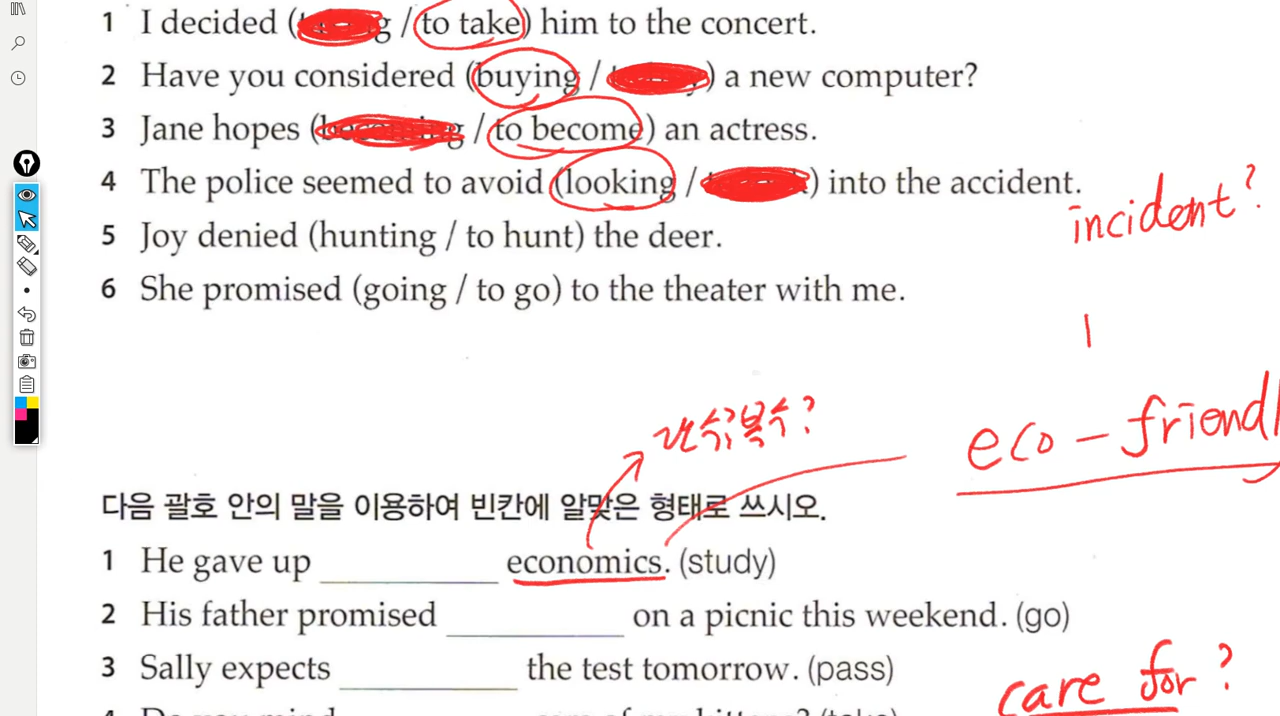 1 I decided ( / to take) him to the concert.
2 Have you considered (buying / ) a new computer?
3 Jane hopes ( / to become) an actress.
4 The police seemed to avoid (looking / ) into the accident.
incident?
5 Joy denied (hunting / to hunt) the deer.
6 She promised (going / to go) to the theater with me.
단수? 복수?
eco-friendl
다음 괄호 안의 말을 이용하여 빈칸에 알맞은 형태로 쓰시오.
1 He gave up __________ economics. (study)
2 His father promised __________ on a picnic this weekend. (go)
3 Sally expects __________ the test tomorrow. (pass)
care for?